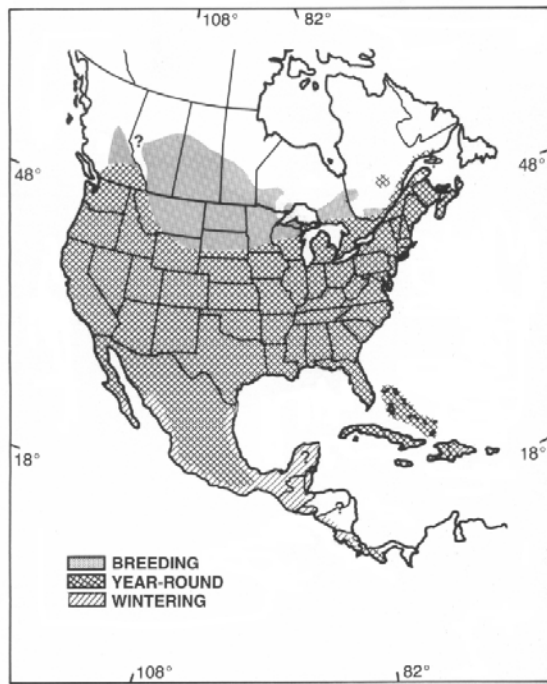 108° 82°
?
48° 48°
?
18° 18°
?
BREEDING
YEAR-ROUND
WINTERING
108° 82°